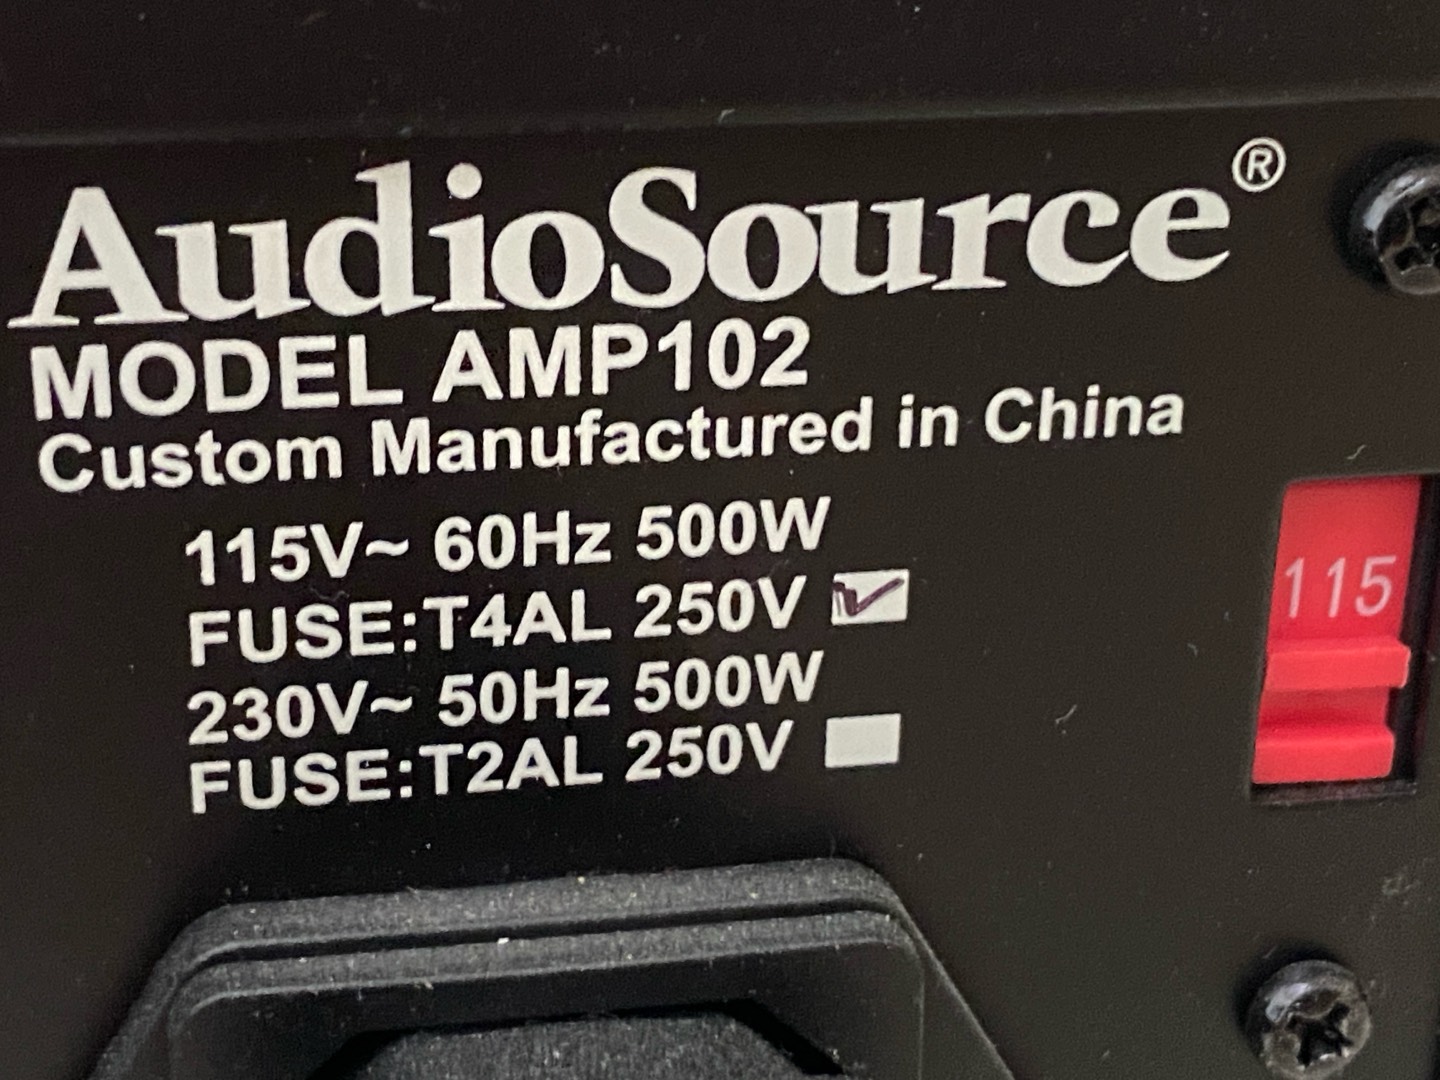 AudioSource®
MODEL AMP102
Custom Manufactured in China
115V~ 60Hz 500W
FUSE:T4AL 250V
230V~ 50Hz 500W
FUSE:T2AL 250V
115